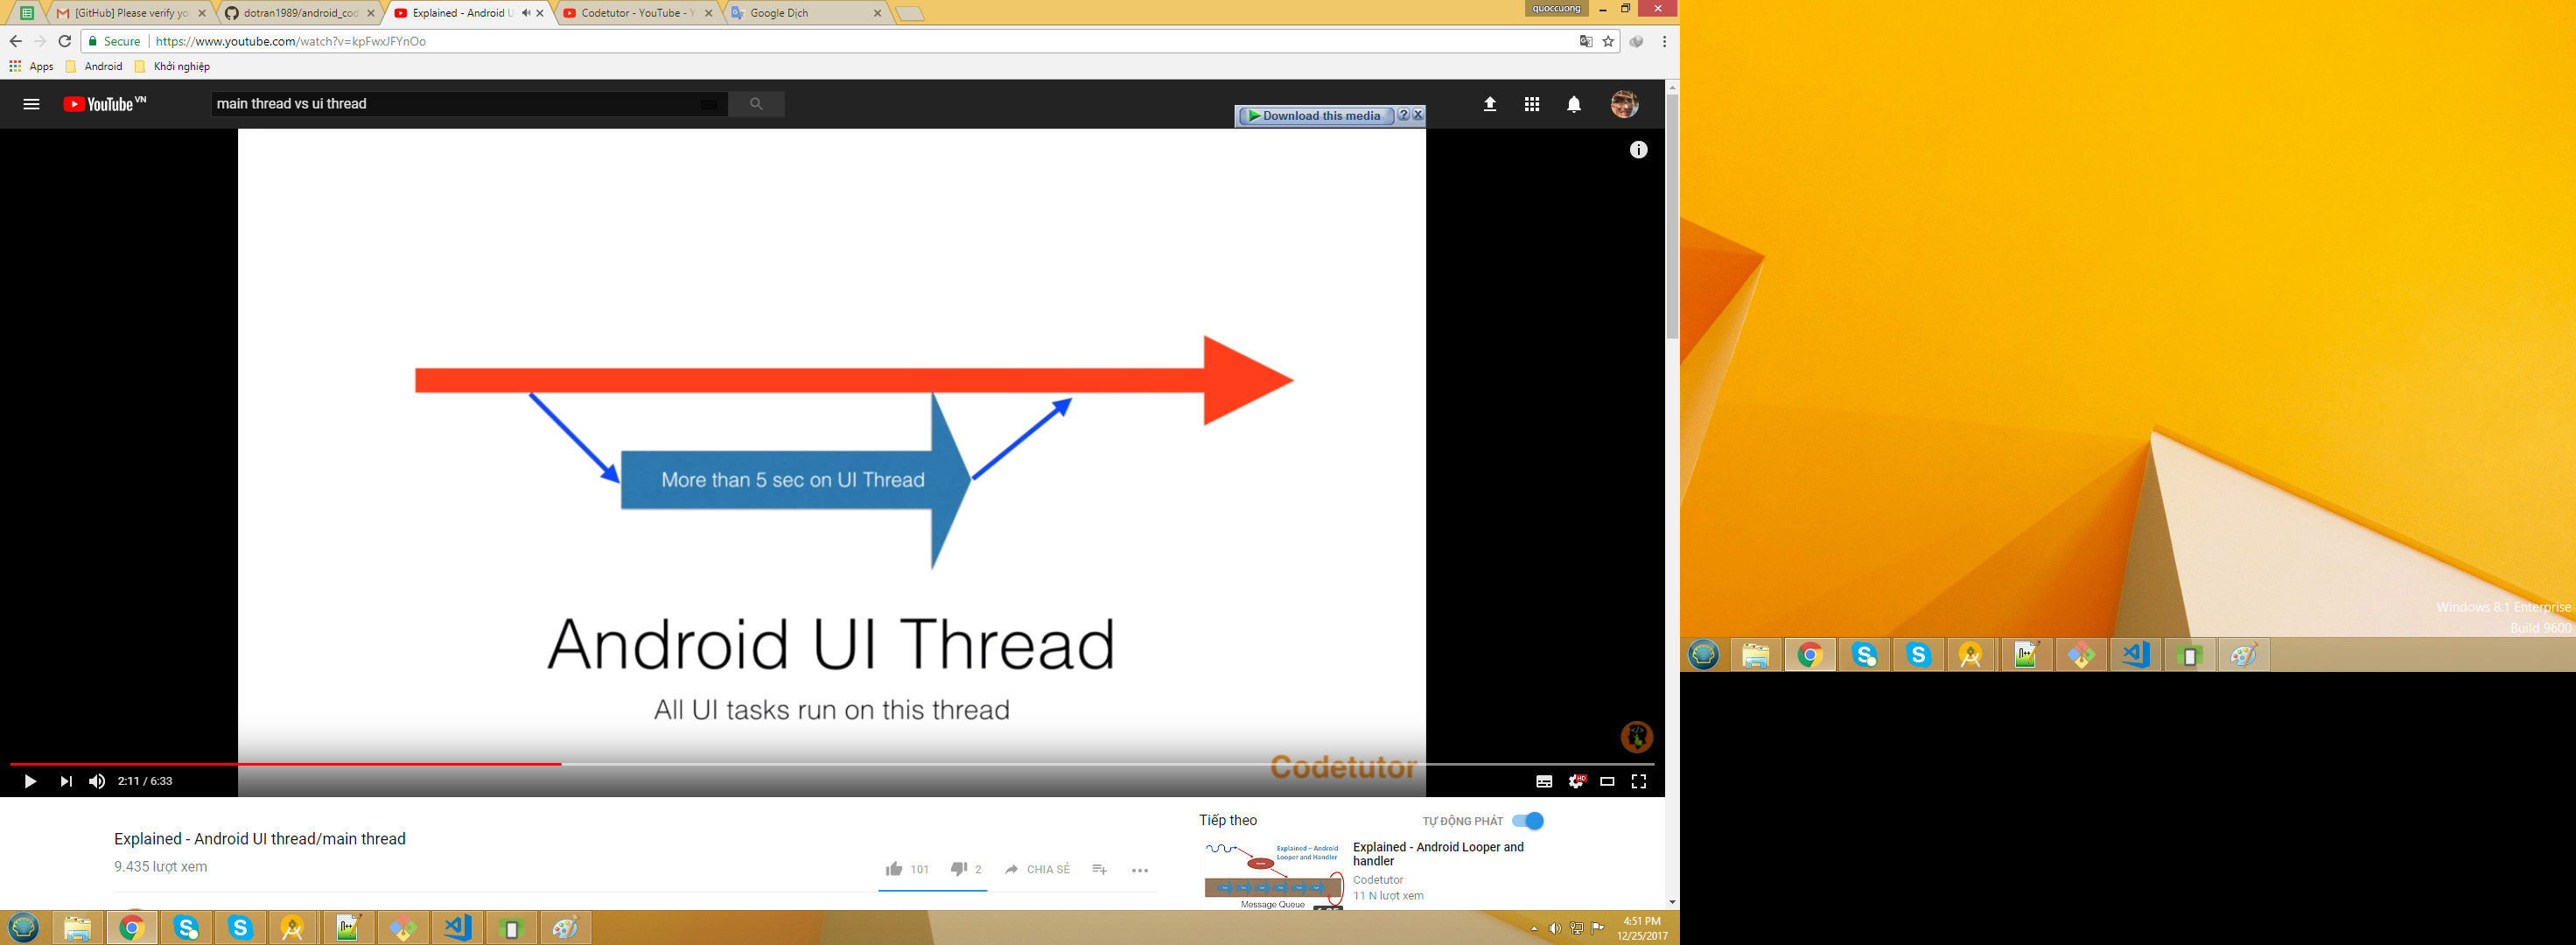 [GitHub] Please verify yo
dotran1989/android_cod
Explained - Android U
Codetutor - YouTube - Y
Google Dịch
quoccuong
Secure
https://www.youtube.com/watch?v=kpFwxJFYnOo
Apps
Android
Khởi nghiệp
YouTube VN
main thread vs ui thread
Download this media
More than 5 sec on UI Thread
Android UI Thread
All UI tasks run on this thread
Codetutor
2:11 / 6:33
HD
Explained - Android UI thread/main thread
9.435 lượt xem
101
2
CHIA SẺ
Tiếp theo
TỰ ĐỘNG PHÁT
Explained – Android
Looper and Handler
Message Queue
Explained - Android Looper and
handler
Codetutor
11 N lượt xem
4:51 PM
12/25/2017
Windows 8.1 Enterprise
Build 9600